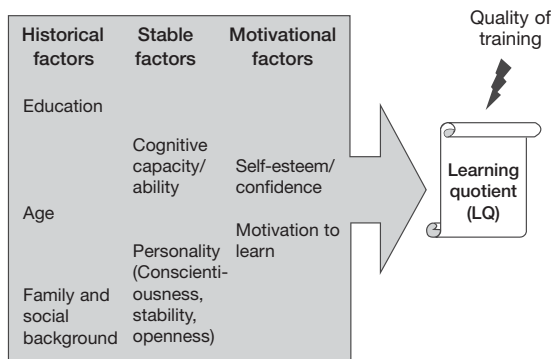 Quality of
training
Historical
factors
Stable
factors
Motivational
factors
Education
Age
Family and
social
background
Cognitive
capacity/
ability
Personality
(Conscienti-
ousness,
stability,
openness)
Self-esteem/
confidence
Motivation to
learn
Learning
quotient
(LQ)